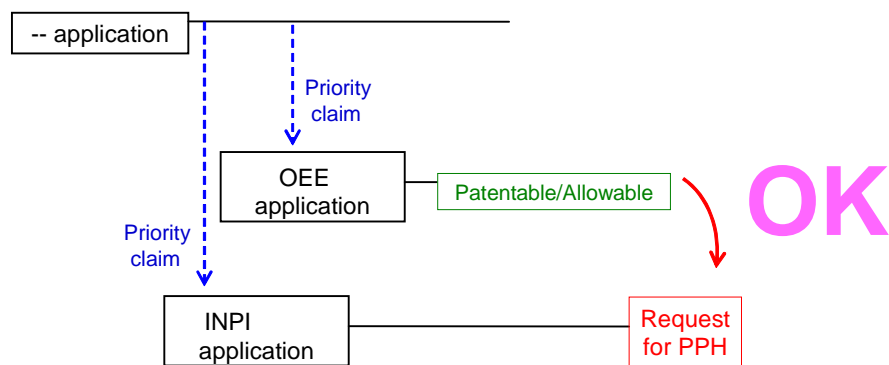 -- application
Priority
claim
OEE
application
Patentable/Allowable
OK
Priority
claim
INPI
application
Request
for PPH